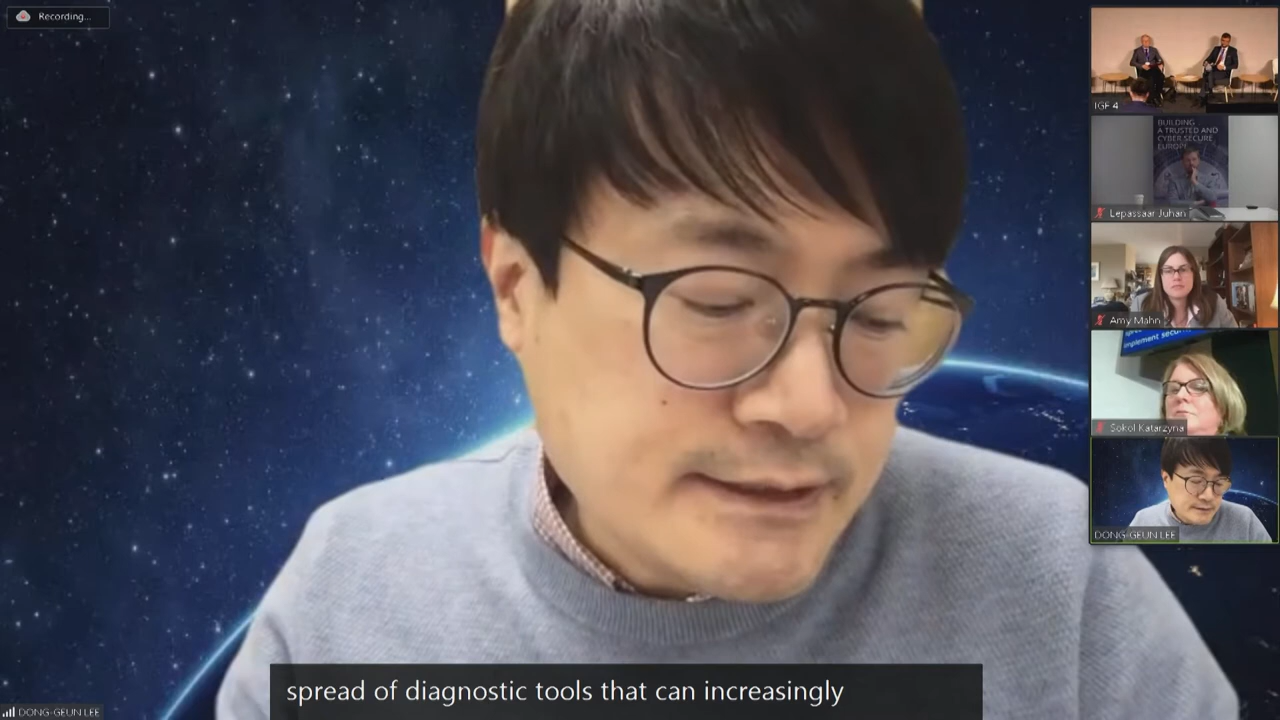 Recording...
IGF 4
BUILDING
A TRUSTED AND
CYBER SECURE
EUROPE
Lepassaar Juhan
Amy Mahn
implement secu
Sokol Katarzyna
DONG-GEUN LEE
spread of diagnostic tools that can increasingly
DONG-GEUN LEE